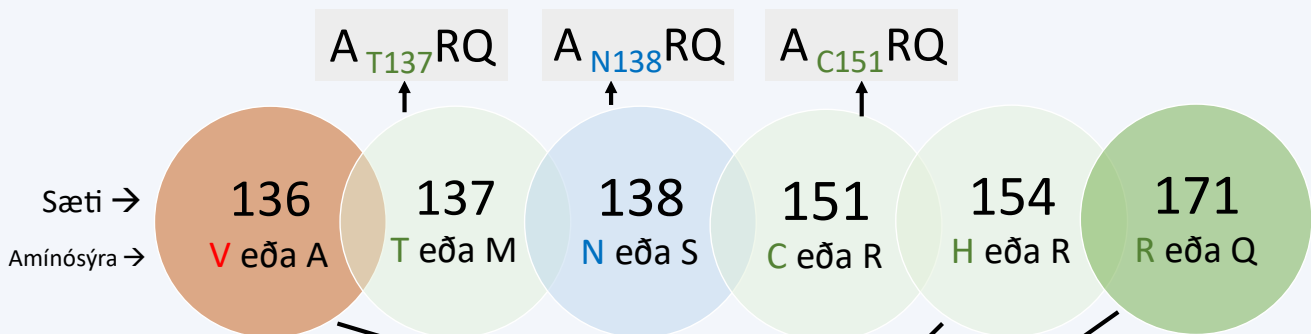 A T137RQ A N138RQ A C151RQ
Sæti → 136 137 138 151 154 171
Amínósýra → V eða A T eða M N eða S C eða R H eða R R eða Q